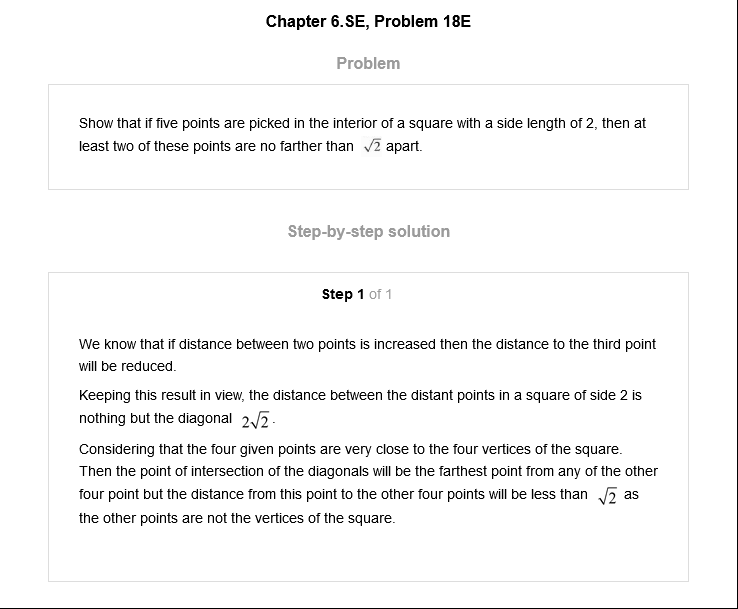 Chapter 6.SE, Problem 18E
Problem
Show that if five points are picked in the interior of a square with a side length of 2, then at
least two of these points are no farther than √2 apart.
Step-by-step solution
Step 1 of 1
We know that if distance between two points is increased then the distance to the third point
will be reduced.
Keeping this result in view, the distance between the distant points in a square of side 2 is
nothing but the diagonal 2√2.
Considering that the four given points are very close to the four vertices of the square.
Then the point of intersection of the diagonals will be the farthest point from any of the other
four point but the distance from this point to the other four points will be less than √2 as
the other points are not the vertices of the square.